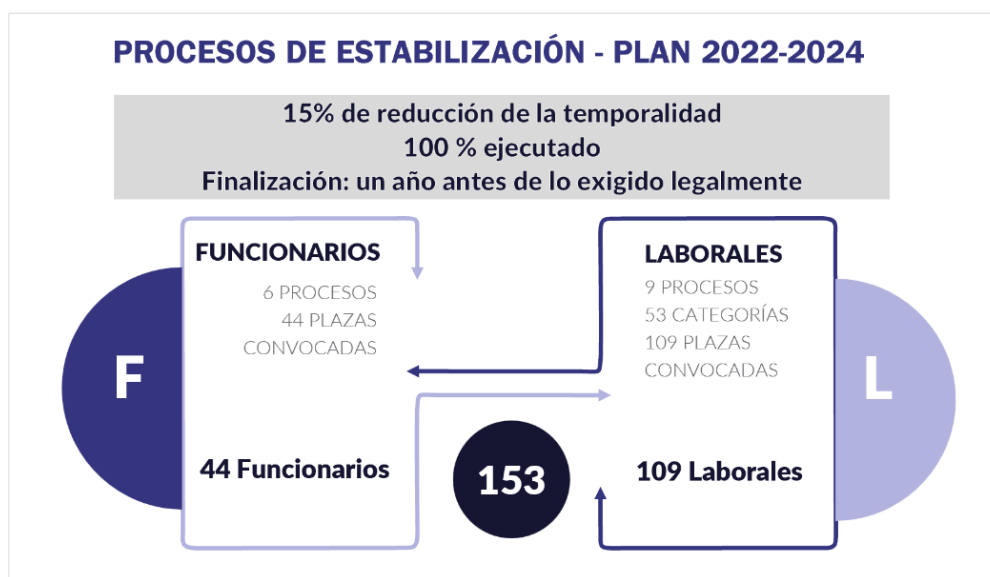 PROCESOS DE ESTABILIZACIÓN - PLAN 2022-2024
15% de reducción de la temporalidad
100 % ejecutado
Finalización: un año antes de lo exigido legalmente
FUNCIONARIOS
6 PROCESOS
44 PLAZAS
CONVOCADAS
F
44 Funcionarios
153
LABORALES
9 PROCESOS
53 CATEGORÍAS
109 PLAZAS
CONVOCADAS
L
109 Laborales